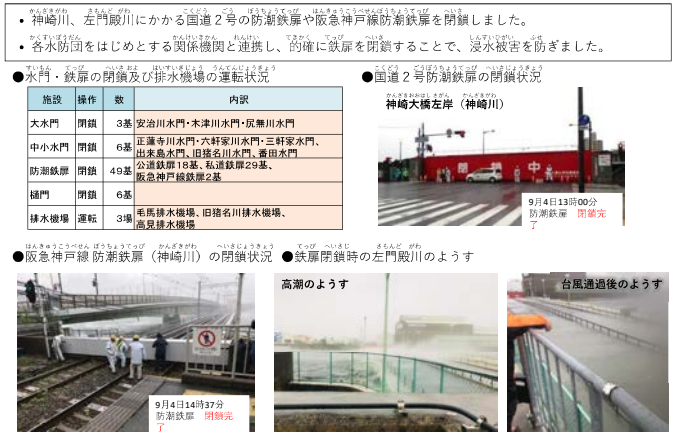 • 神崎川、左門殿川にかかる国道２号の防潮鉄扉や阪急神戸線防潮鉄扉を閉鎖しました。
• 各水防団をはじめとする関係機関と連携し、的確に鉄扉を閉鎖することで、浸水被害を防ぎました。
●水門・鉄扉の閉鎖及び排水機場の運転状況
施設 操作 数 内訳
大水門 閉鎖 3基 安治川水門・木津川水門・尻無川水門
中小水門 閉鎖 6基 正蓮寺川水門・六軒家川水門・三軒家水門、
出来島水門、旧猪名川水門、番田水門
防潮鉄扉 閉鎖 49基 公道鉄扉18基、私道鉄扉29基、
阪急神戸線鉄扉2基
樋門 閉鎖 6基
排水機場 運転 3場 毛馬排水機場、旧猪名川排水機場、
高見排水機場
●国道２号防潮鉄扉の閉鎖状況
神崎大橋左岸（神崎川）
閉鎖中
9月4日13時00分
防潮鉄扉 閉鎖完
了
●阪急神戸線 防潮鉄扉（神崎川）の閉鎖状況
9月4日14時37分
防潮鉄扉 閉鎖完
了
●鉄扉閉鎖時の左門殿川のようす
高潮のようす
台風通過後のようす